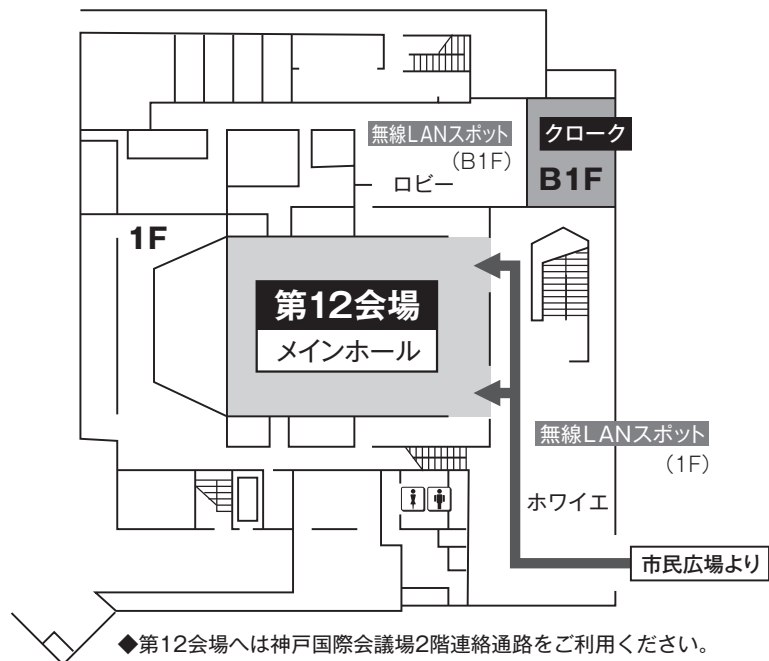 無線LANスポット
(B1F)
クローク
B1F
ロビー
1F
第12会場
メインホール
無線LANスポット
(1F)
ホワイエ
市民広場より
◆第12会場へは神戸国際会議場2階連絡通路をご利用ください。